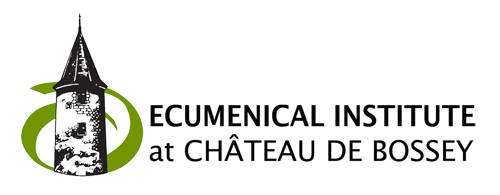 ECUMENICAL INSTITUTE
at CHÂTEAU DE BOSSEY